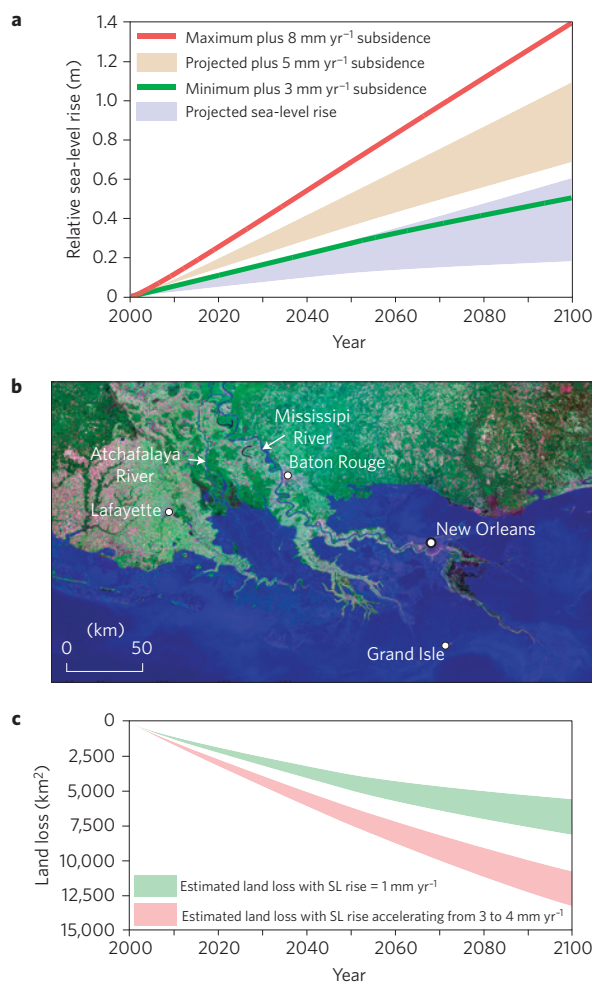 a
Relative sea-level rise (m)
1.4
1.2
1.0
0.8
0.6
0.4
0.2
0
Maximum plus 8 mm yr⁻¹ subsidence
Projected plus 5 mm yr⁻¹ subsidence
Minimum plus 3 mm yr⁻¹ subsidence
Projected sea-level rise
2000 2020 2040 2060 2080 2100
Year
b
Mississipi
River
Atchafalaya
River
Baton Rouge
Lafayette
New Orleans
(km)
0 50
Grand Isle
c
Land loss (km²)
0
2,500
5,000
7,500
10,000
12,500
15,000
Estimated land loss with SL rise = 1 mm yr⁻¹
Estimated land loss with SL rise accelerating from 3 to 4 mm yr⁻¹
2000 2020 2040 2060 2080 2100
Year